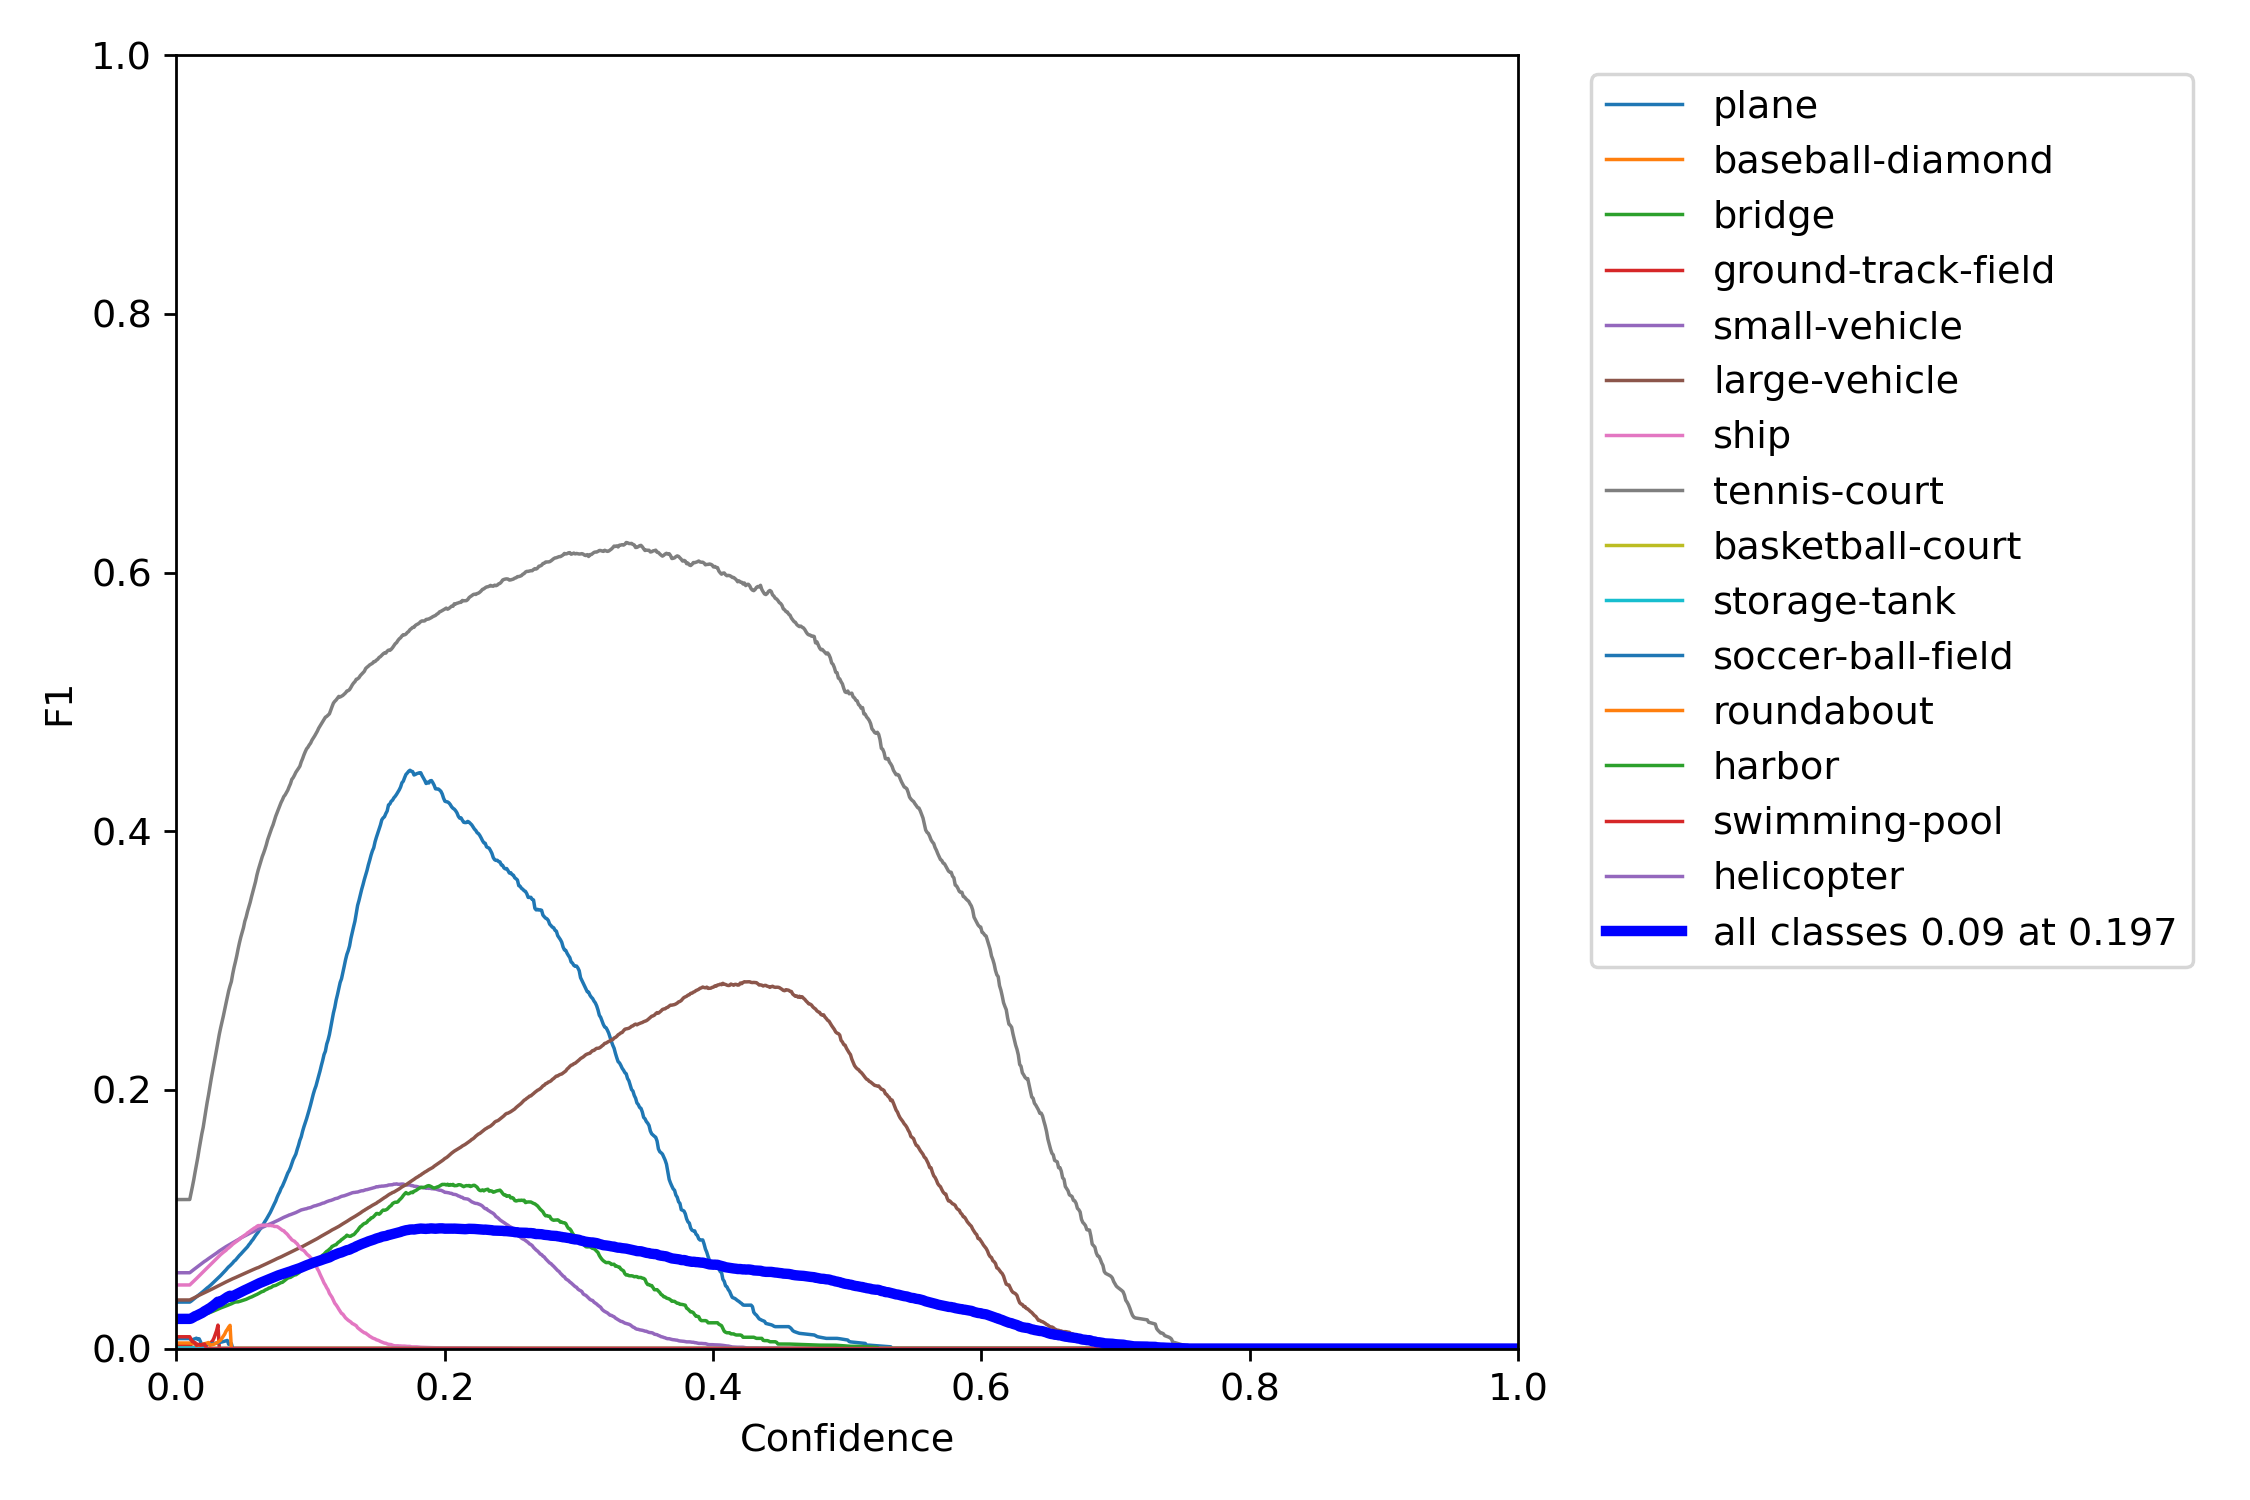 1.0
0.8
0.6
0.4
0.2
0.0
F1
0.0 0.2 0.4 0.6 0.8 1.0
Confidence
plane
baseball-diamond
bridge
ground-track-field
small-vehicle
large-vehicle
ship
tennis-court
basketball-court
storage-tank
soccer-ball-field
roundabout
harbor
swimming-pool
helicopter
all classes 0.09 at 0.197